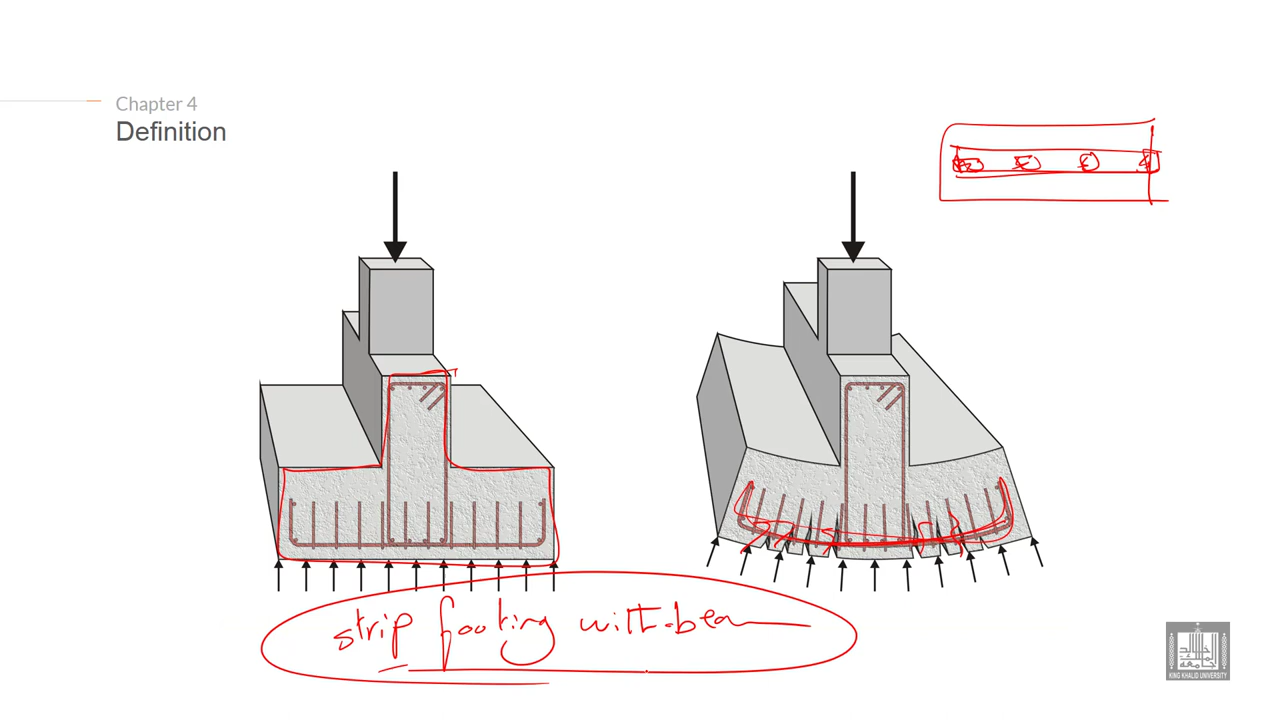 Chapter 4
Definition
strip footing with beam
KING KHALID UNIVERSITY